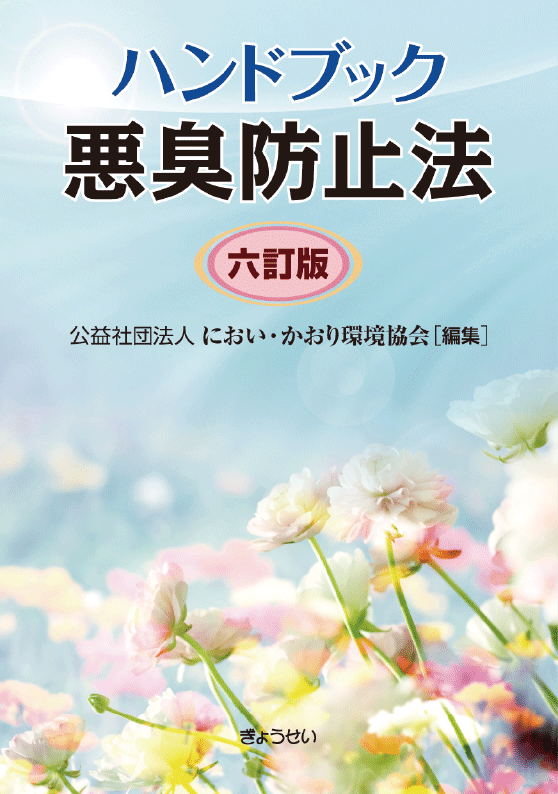 ハンドブック
悪臭防止法
六訂版
公益社団法人 におい・かおり環境協会[編集]
ぎょうせい